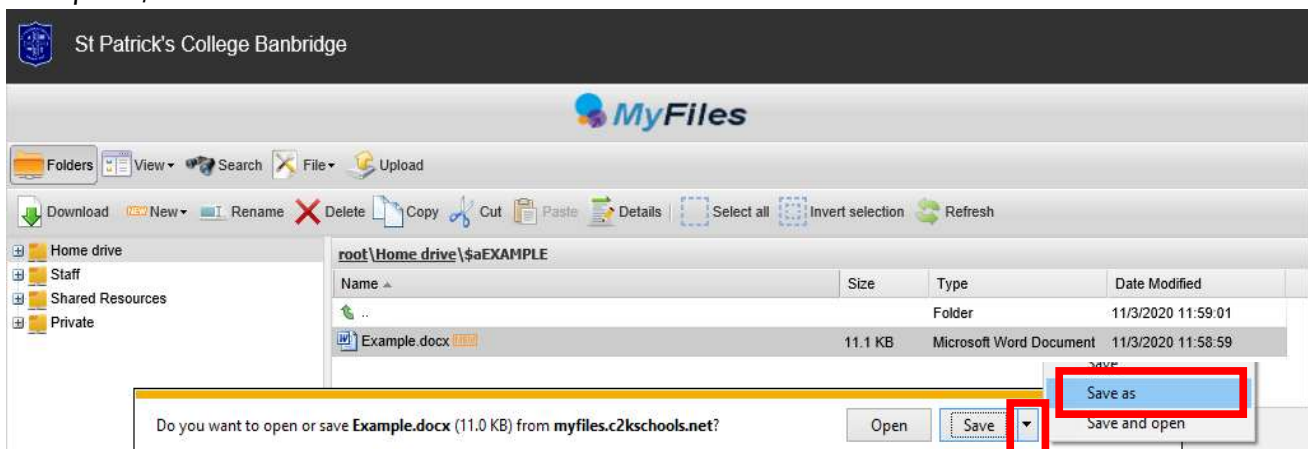 St Patrick's College Banbridge
MyFiles
Folders View Search File Upload
Download New Rename Delete Copy Cut Paste Details Select all Invert selection Refresh
Home drive
Staff
Shared Resources
Private
root\Home drive\$aEXAMPLE
Name Size Type Date Modified
.. Folder 11/3/2020 11:59:01
Example.docx Microsoft Word Document 11.1 KB 11/3/2020 11:58:59
Save
Save as
Save and open
Do you want to open or save Example.docx (11.0 KB) from myfiles.c2kschools.net? Open Save